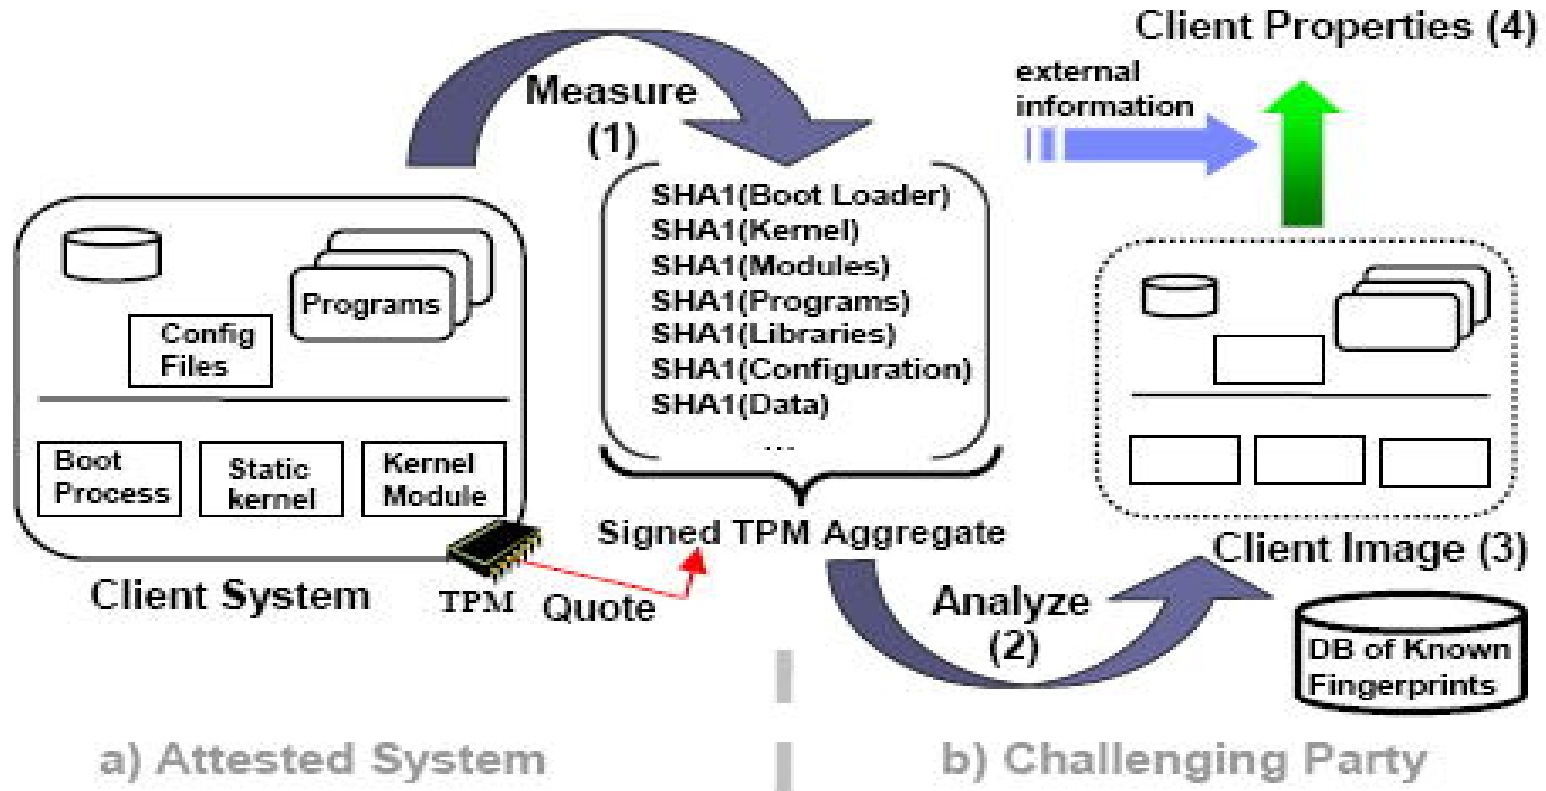 Client Properties (4)
external
information
Measure
(1)
SHA1(Boot Loader)
SHA1(Kernel)
SHA1(Modules)
SHA1(Programs)
SHA1(Libraries)
SHA1(Configuration)
SHA1(Data)
...
Programs
Config
Files
Boot
Process
Static
kernel
Kernel
Module
Client System
TPM
Quote
Signed TPM Aggregate
Analyze
(2)
Client Image (3)
DB of Known
Fingerprints
a) Attested System
b) Challenging Party